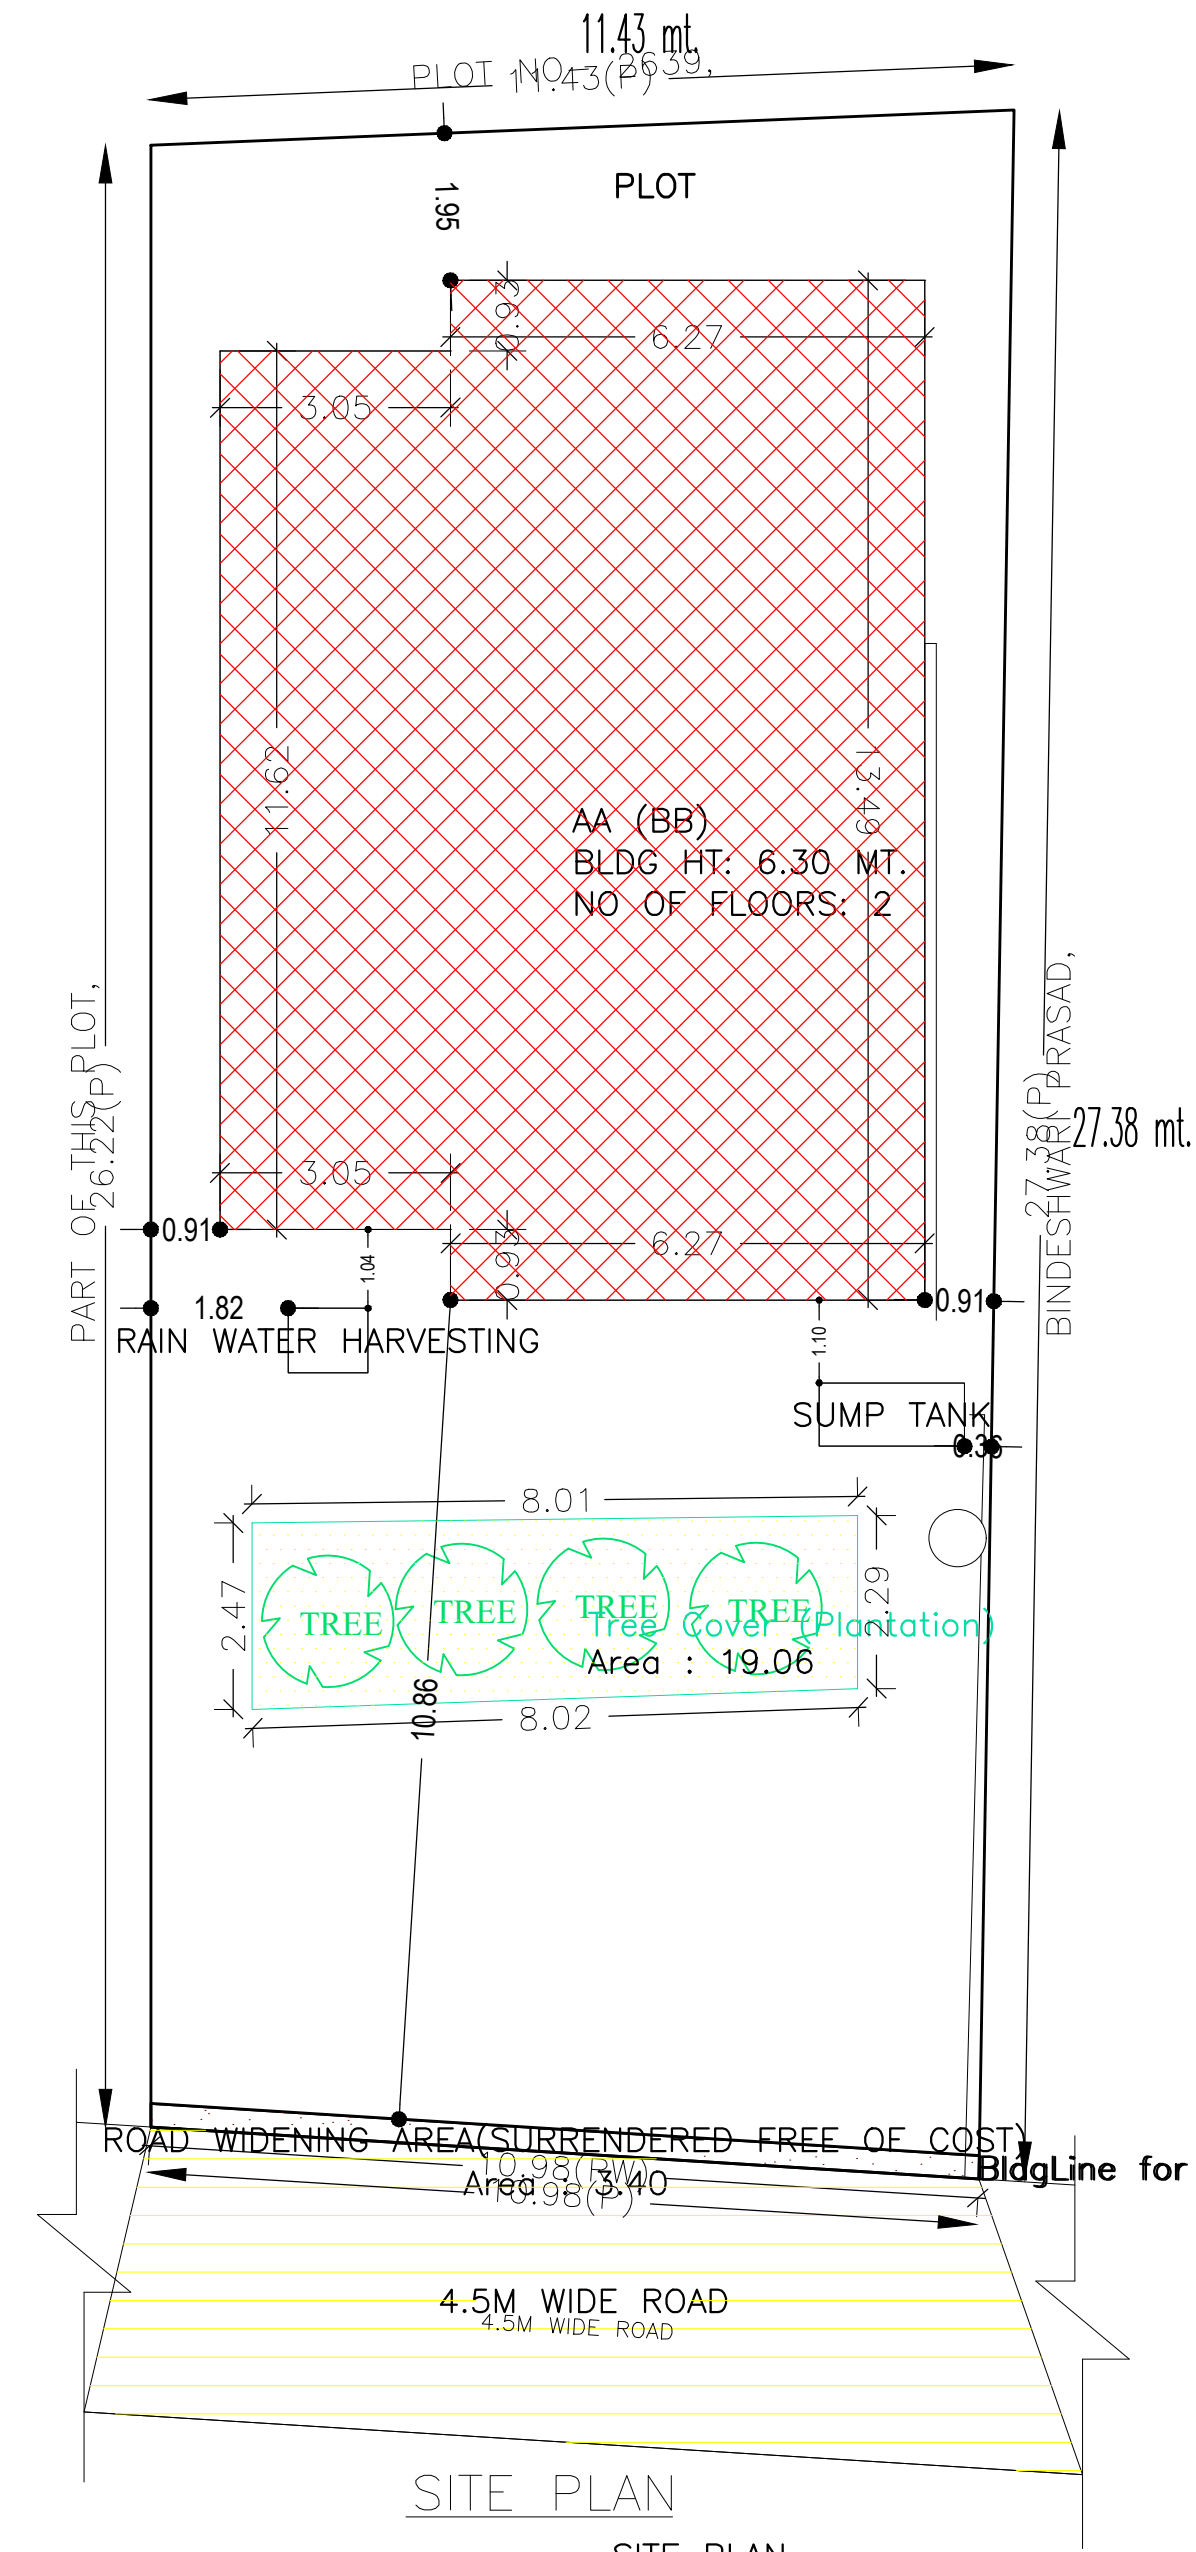 11.43 mt.
PLOT NO - 2639,
11.43(P)
PLOT
1.95
0.93
6.27
3.05
11.62
13.49
AA (BB)
BLDG HT: 6.30 MT.
NO OF FLOORS: 2
PART OF THIS PLOT,
26.22(P)
BINDESHWARI PRASAD,
27.38(P)
27.38 mt.
3.05
0.91
1.04
0.93
6.27
0.91
1.82
RAIN WATER HARVESTING
1.10
SUMP TANK
0.36
8.01
2.47
2.29
TREE
TREE
TREE
TREE
Tree Cover (Plantation)
Area : 19.06
10.86
8.02
ROAD WIDENING AREA(SURRENDERED FREE OF COST)
10.98(RW)
Area : 3.40
10.98(P)
BldgLine for
4.5M WIDE ROAD
4.5M WIDE ROAD
SITE PLAN
SITE PLAN